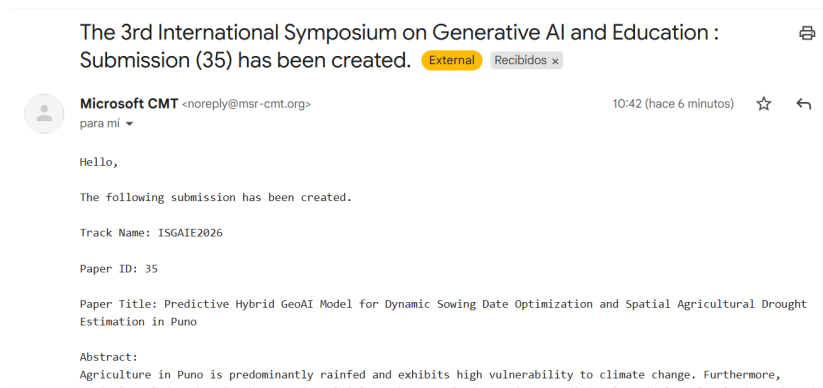 The 3rd International Symposium on Generative AI and Education :
Submission (35) has been created. External Recibidos ×
Microsoft CMT <noreply@msr-cmt.org> 10:42 (hace 6 minutos)
para mí
Hello,
The following submission has been created.
Track Name: ISGAIE2026
Paper ID: 35
Paper Title: Predictive Hybrid GeoAI Model for Dynamic Sowing Date Optimization and Spatial Agricultural Drought
Estimation in Puno
Abstract:
Agriculture in Puno is predominantly rainfed and exhibits high vulnerability to climate change. Furthermore,